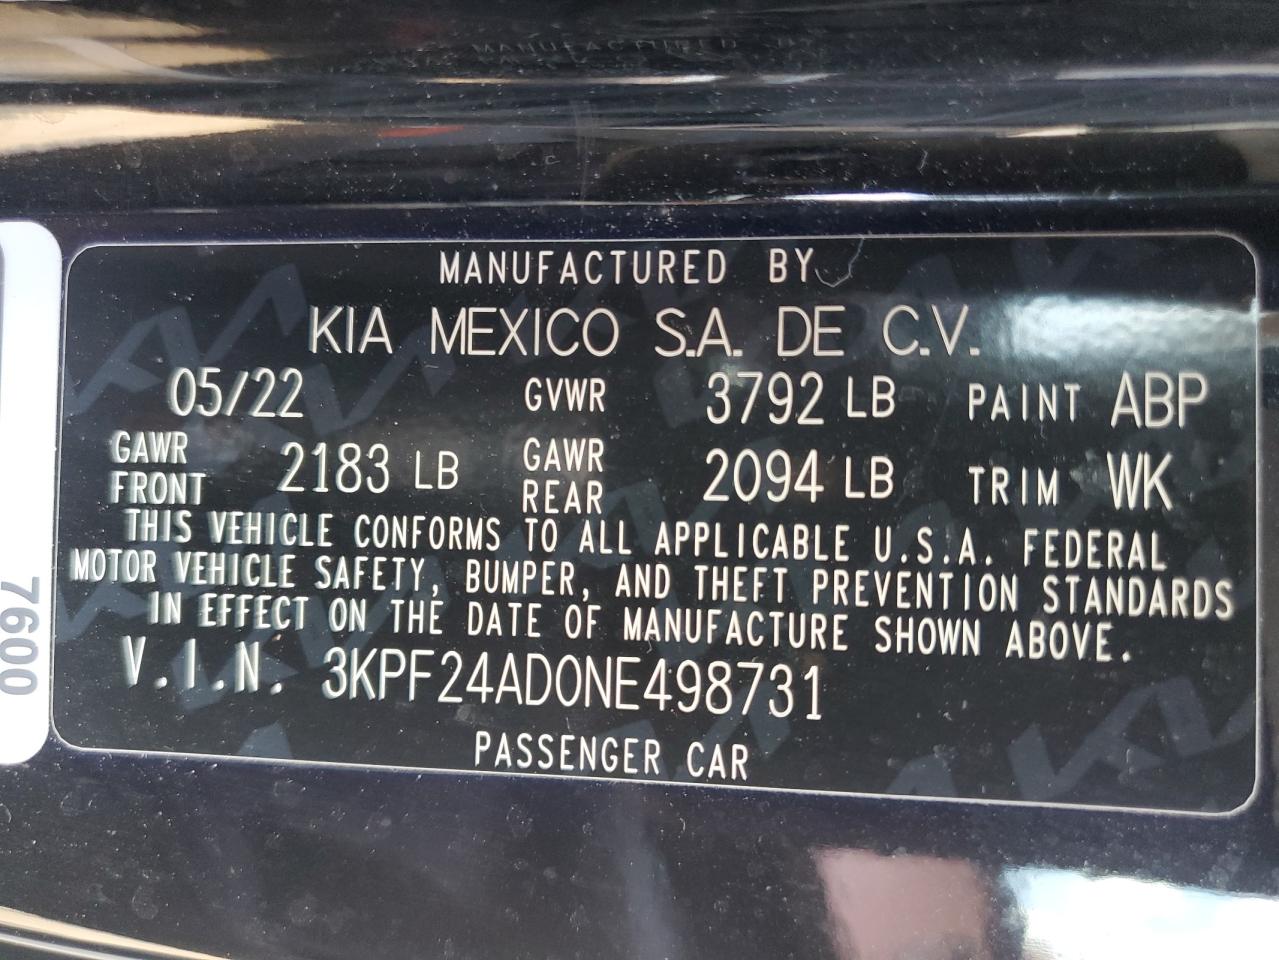 MANUFACTURED BY
KIA MEXICO S.A. DE C.V.
05/22 GVWR 3792 LB PAINT ABP
GAWR FRONT 2183 LB GAWR REAR 2094 LB TRIM WK
THIS VEHICLE CONFORMS TO ALL APPLICABLE U.S.A. FEDERAL
MOTOR VEHICLE SAFETY, BUMPER, AND THEFT PREVENTION STANDARDS
IN EFFECT ON THE DATE OF MANUFACTURE SHOWN ABOVE.
V.I.N. 3KPF24AD0NE498731
PASSENGER CAR
7600